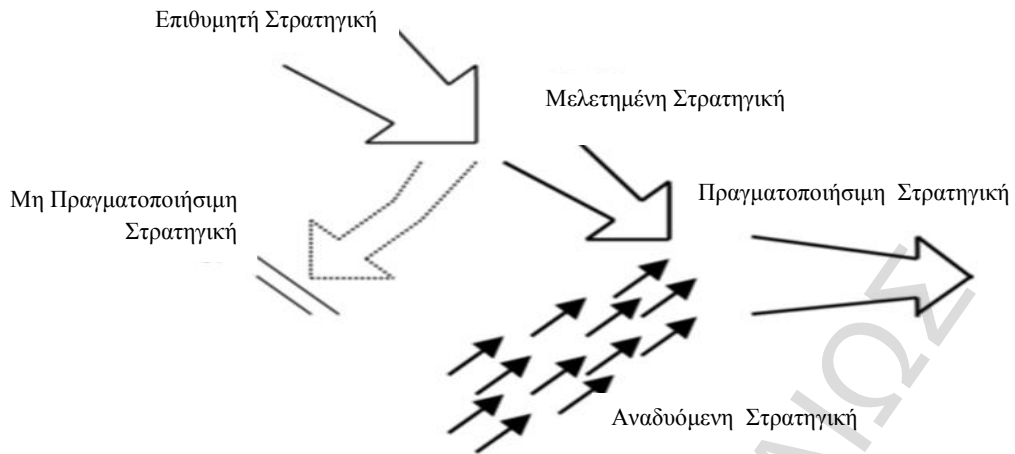 Επιθυμητή Στρατηγική
Μελετημένη Στρατηγική
Μη Πραγματοποιήσιμη
Στρατηγική
Πραγματοποιήσιμη Στρατηγική
Αναδυόμενη Στρατηγική